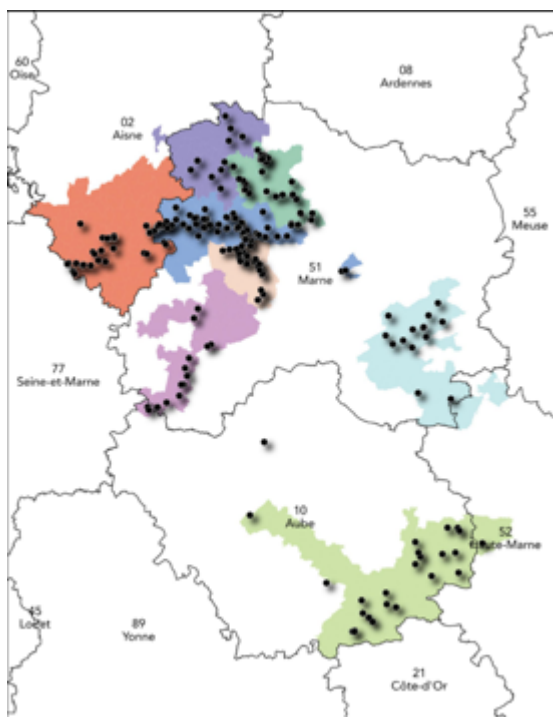 60
Oise
08
Ardennes
02
Aisne
55
Meuse
51
Marne
77
Seine-et-Marne
10
Aube
52
Haute-Marne
45
Loiret
89
Yonne
21
Côte-d'Or